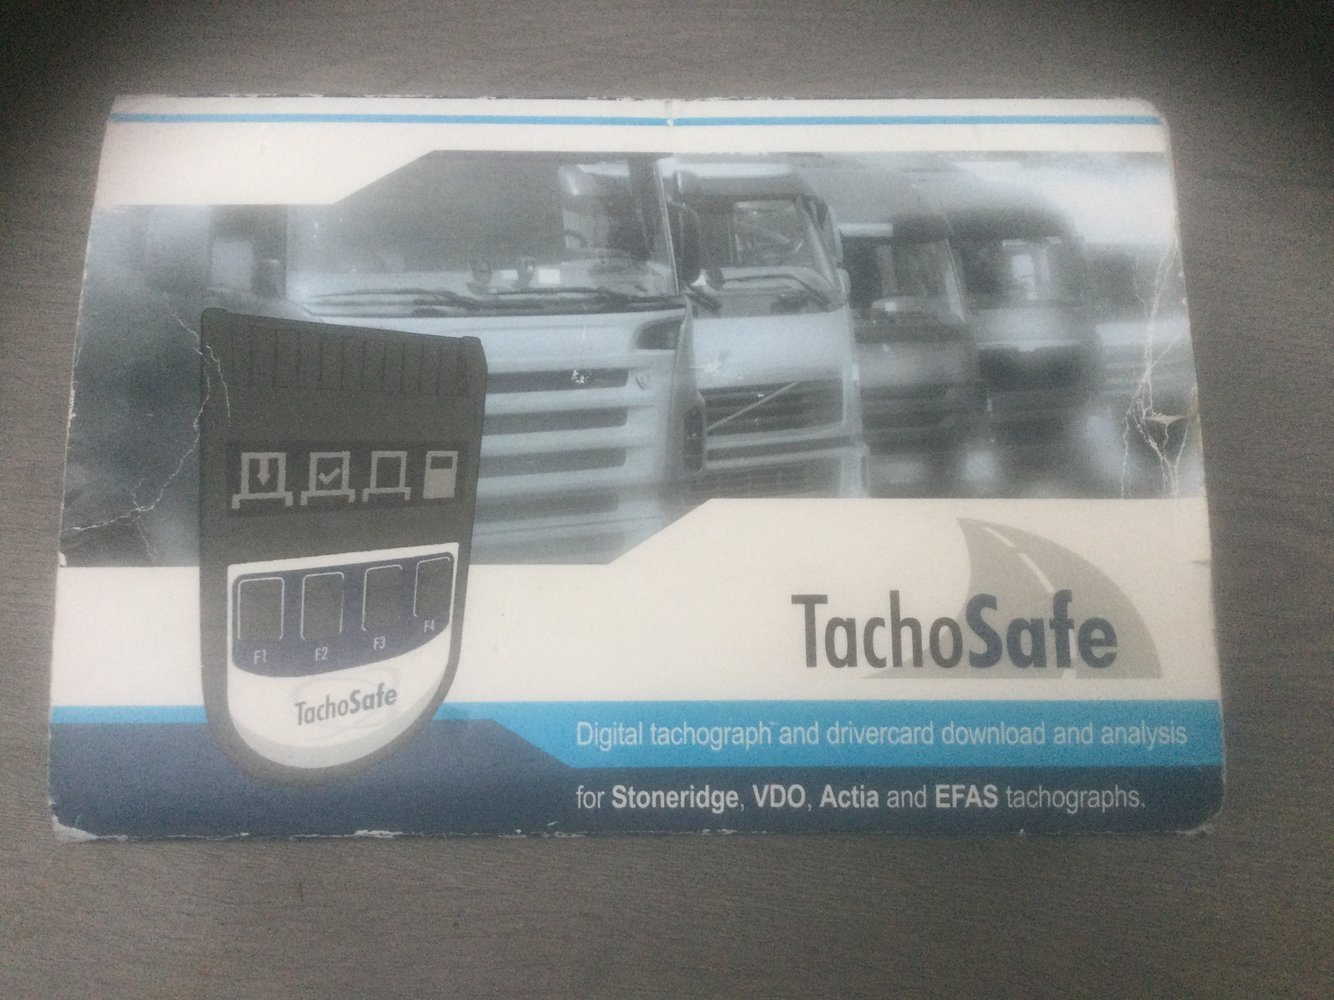 F1 F2 F3 F4
TachoSafe
TachoSafe
Digital tachograph and drivercard download and analysis
for Stoneridge, VDO, Actia and EFAS tachographs.